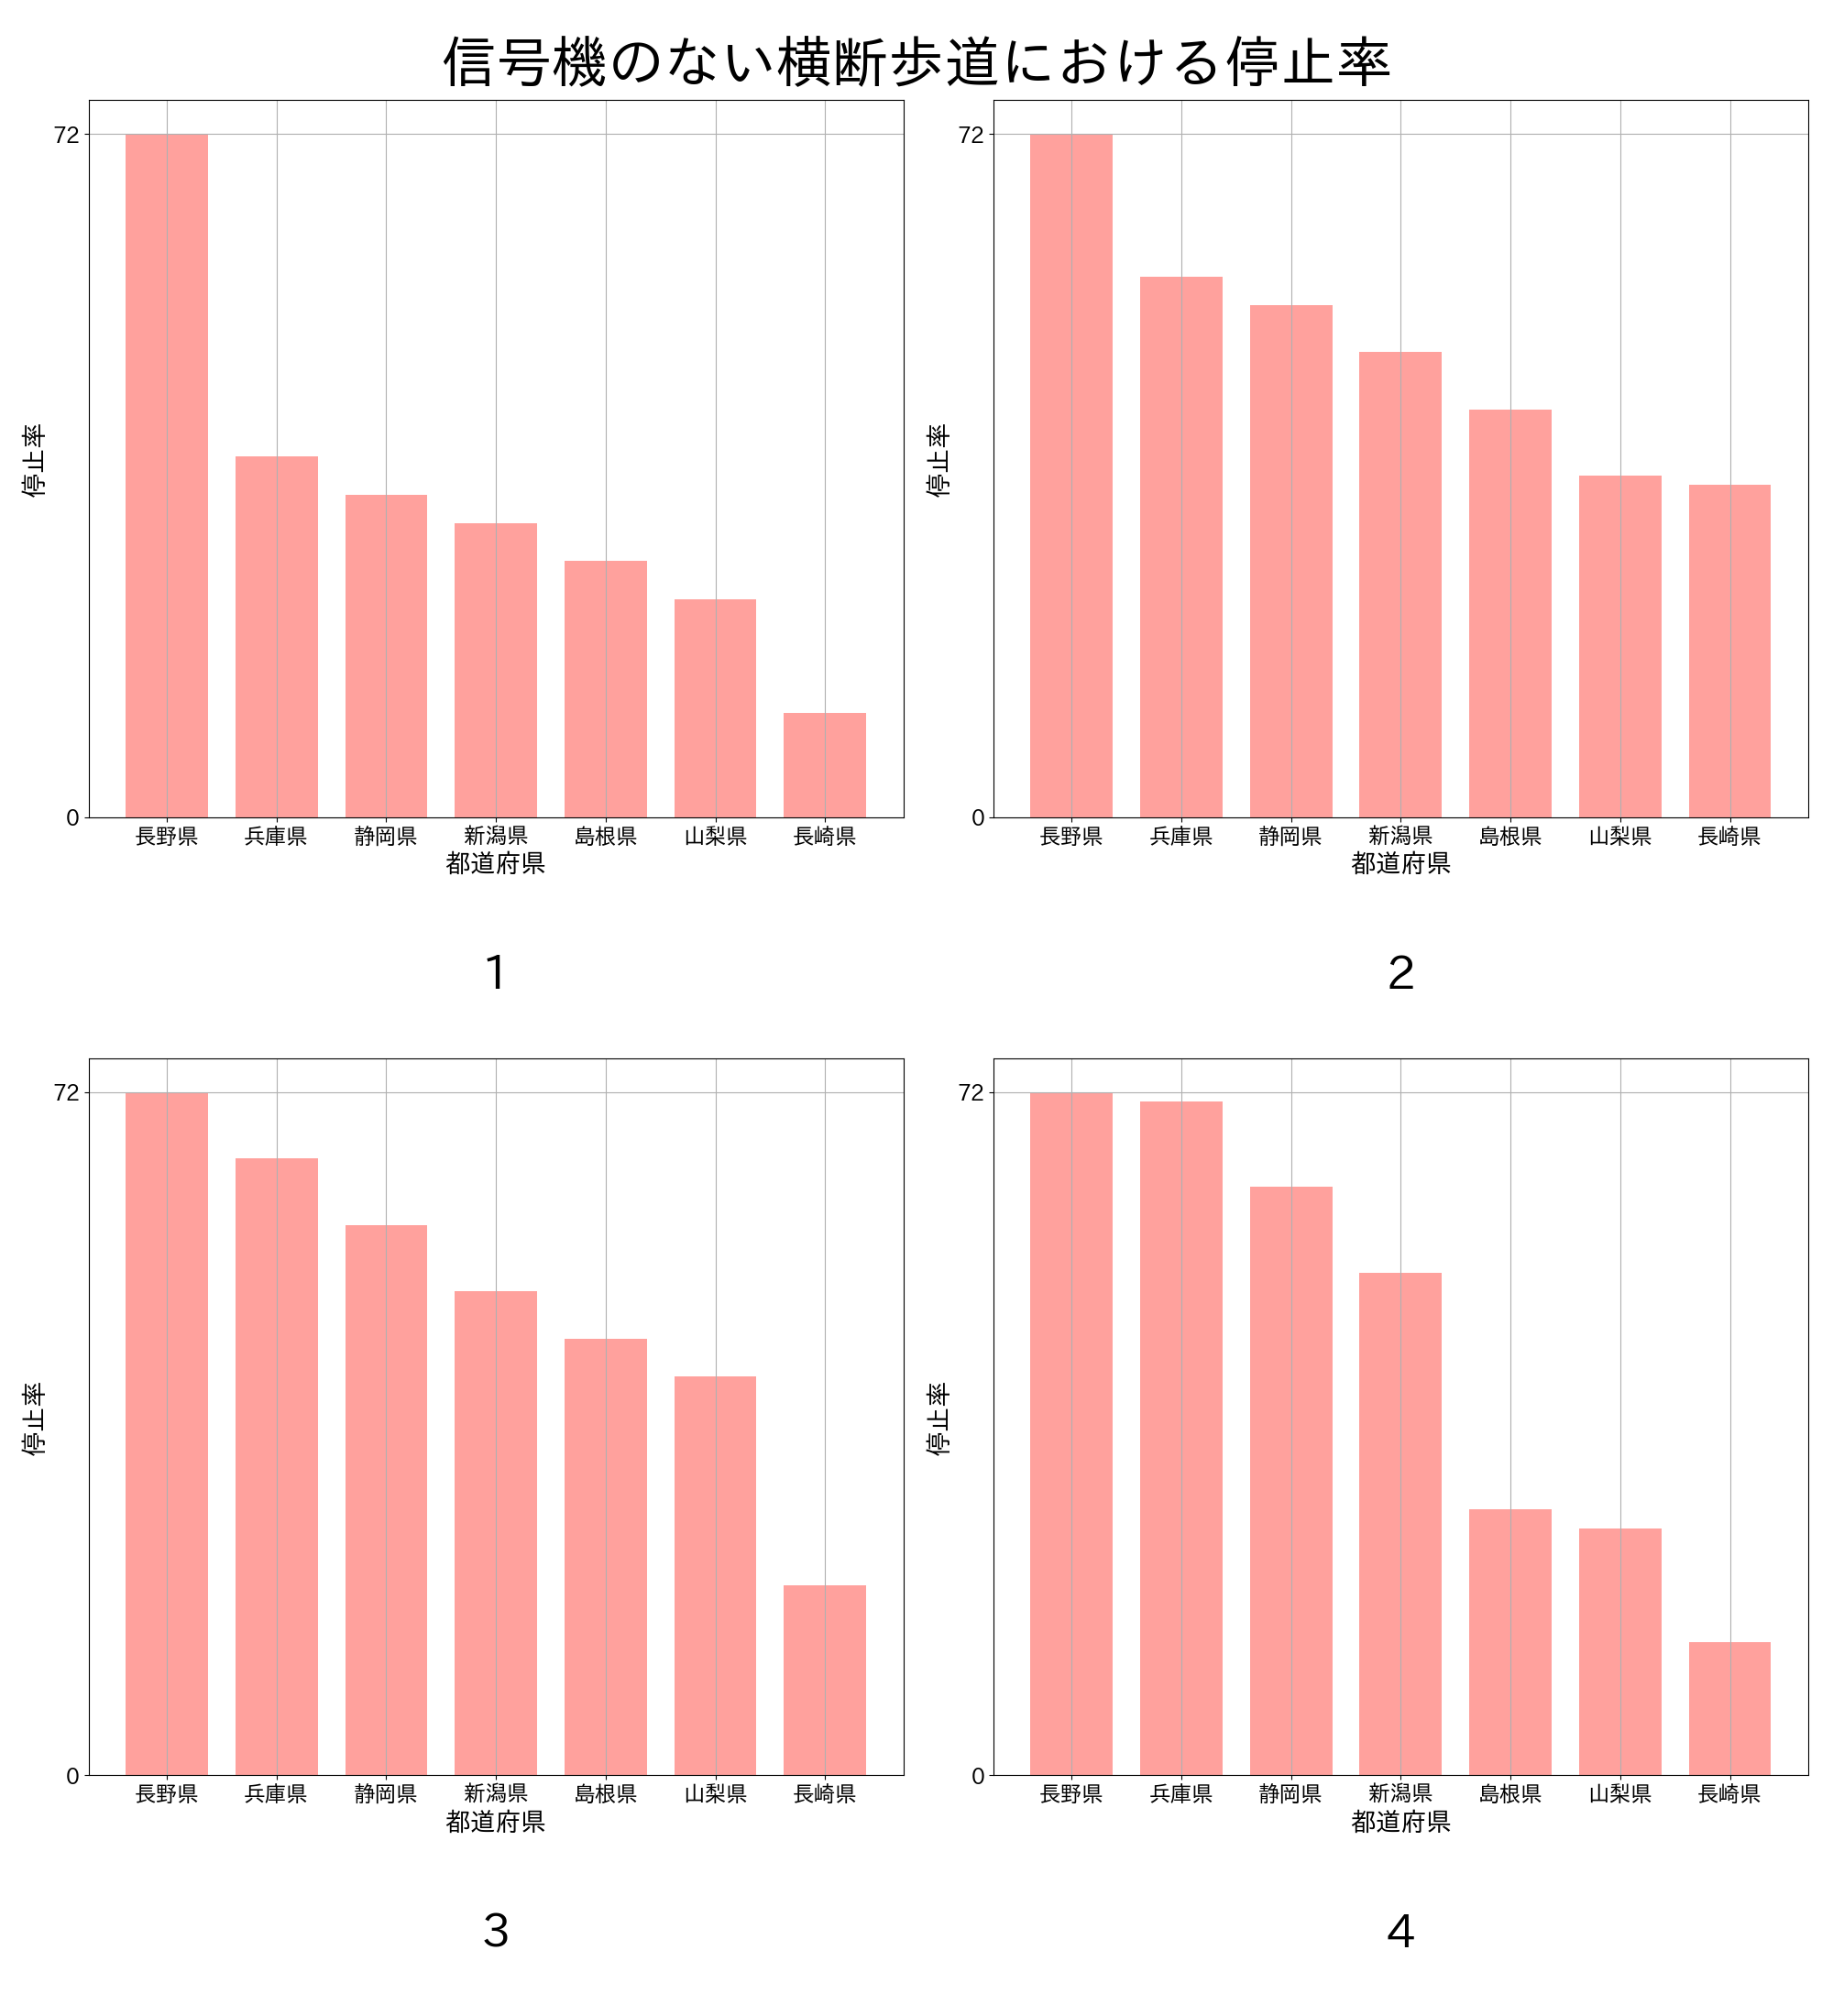 信号機のない横断歩道における停止率
72
0
停止率
長野県 兵庫県 静岡県 新潟県 島根県 山梨県 長崎県
都道府県
1
72
0
停止率
長野県 兵庫県 静岡県 新潟県 島根県 山梨県 長崎県
都道府県
2
72
0
停止率
長野県 兵庫県 静岡県 新潟県 島根県 山梨県 長崎県
都道府県
3
72
0
停止率
長野県 兵庫県 静岡県 新潟県 島根県 山梨県 長崎県
都道府県
4